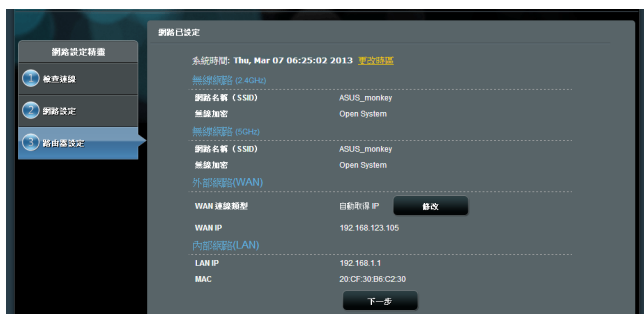 網路已設定
網路設定精靈
1 檢查連線
2 網路設定
3 路由器設定
系統時間: Thu, Mar 07 06:25:02 2013 更改時區
無線網路 (2.4GHz)
網路名稱（SSID） ASUS_monkey
無線加密 Open System
無線網路 (5GHz)
網路名稱（SSID） ASUS_monkey
無線加密 Open System
外部網路(WAN)
WAN 連線類型 自動取得 IP 修改
WAN IP 192.168.123.105
內部網路(LAN)
LAN IP 192.168.1.1
MAC 20:CF:30:B6:C2:30
下一步